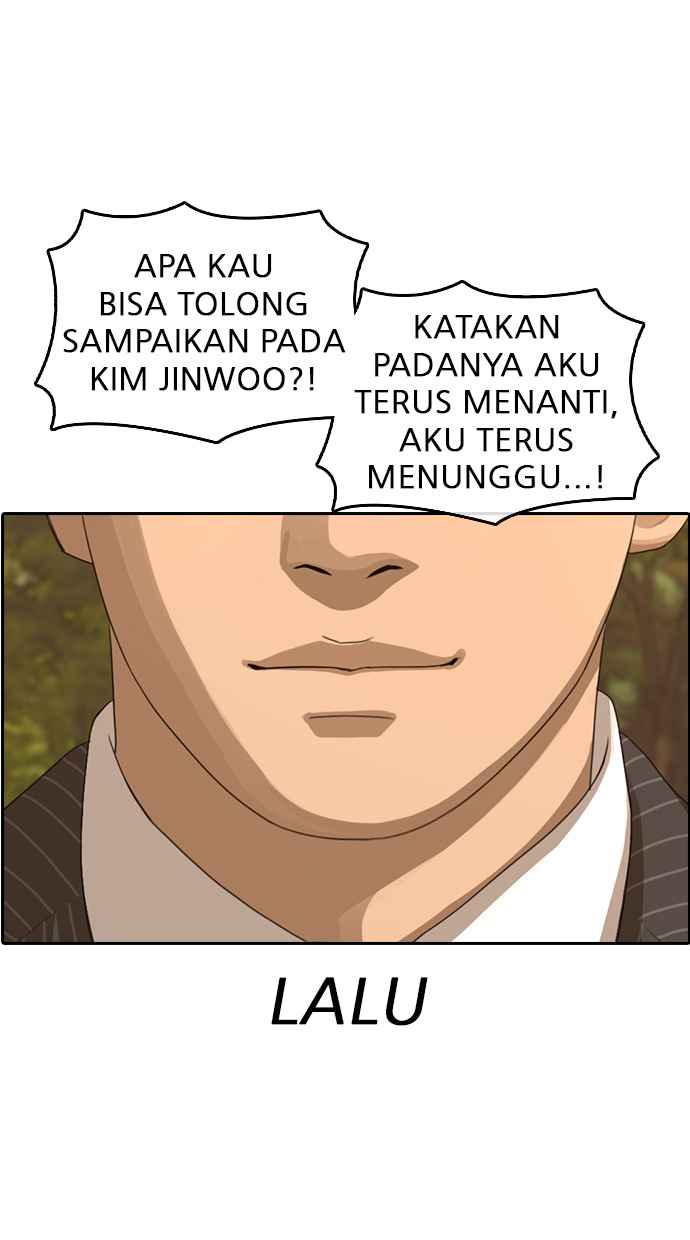 APA KAU
BISA TOLONG
SAMPAIKAN PADA
KIM JINWOO?!
KATAKAN
PADANYA AKU
TERUS MENANTI,
AKU TERUS
MENUNGGU...!
LALU